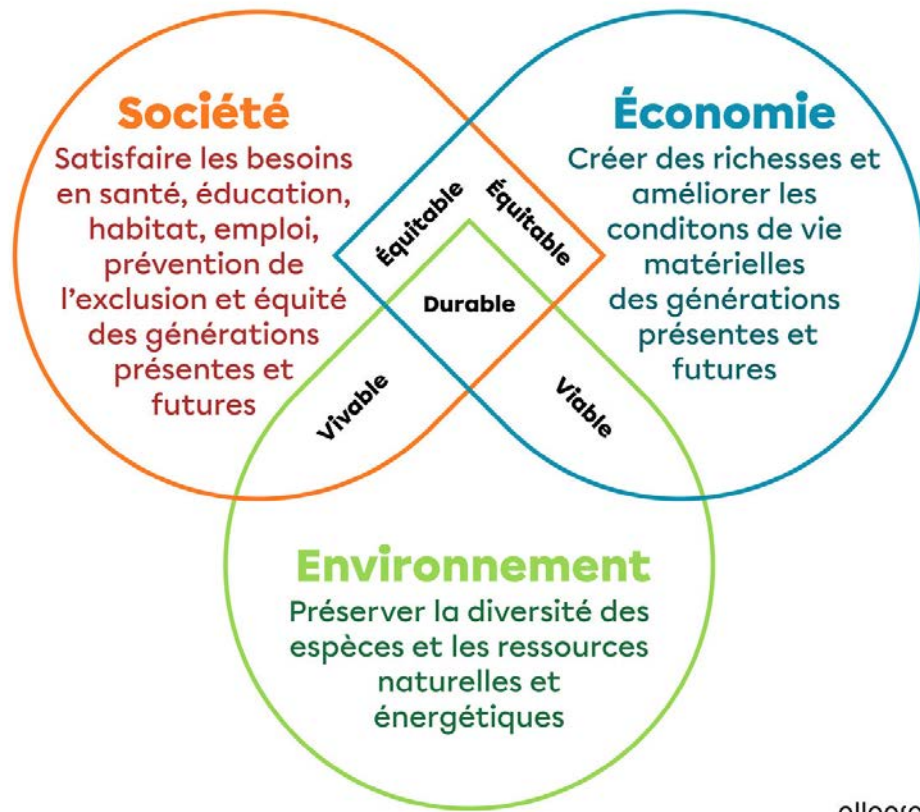 Société
Satisfaire les besoins
en santé, éducation,
habitat, emploi,
prévention de
l'exclusion et équité
des générations
présentes et
futures
Équitable
Équitable
Durable
Vivable
Viable
Économie
Créer des richesses et
améliorer les
conditons de vie
matérielles
des générations
présentes et
futures
Environnement
Préserver la diversité des
espèces et les ressources
naturelles et
énergétiques